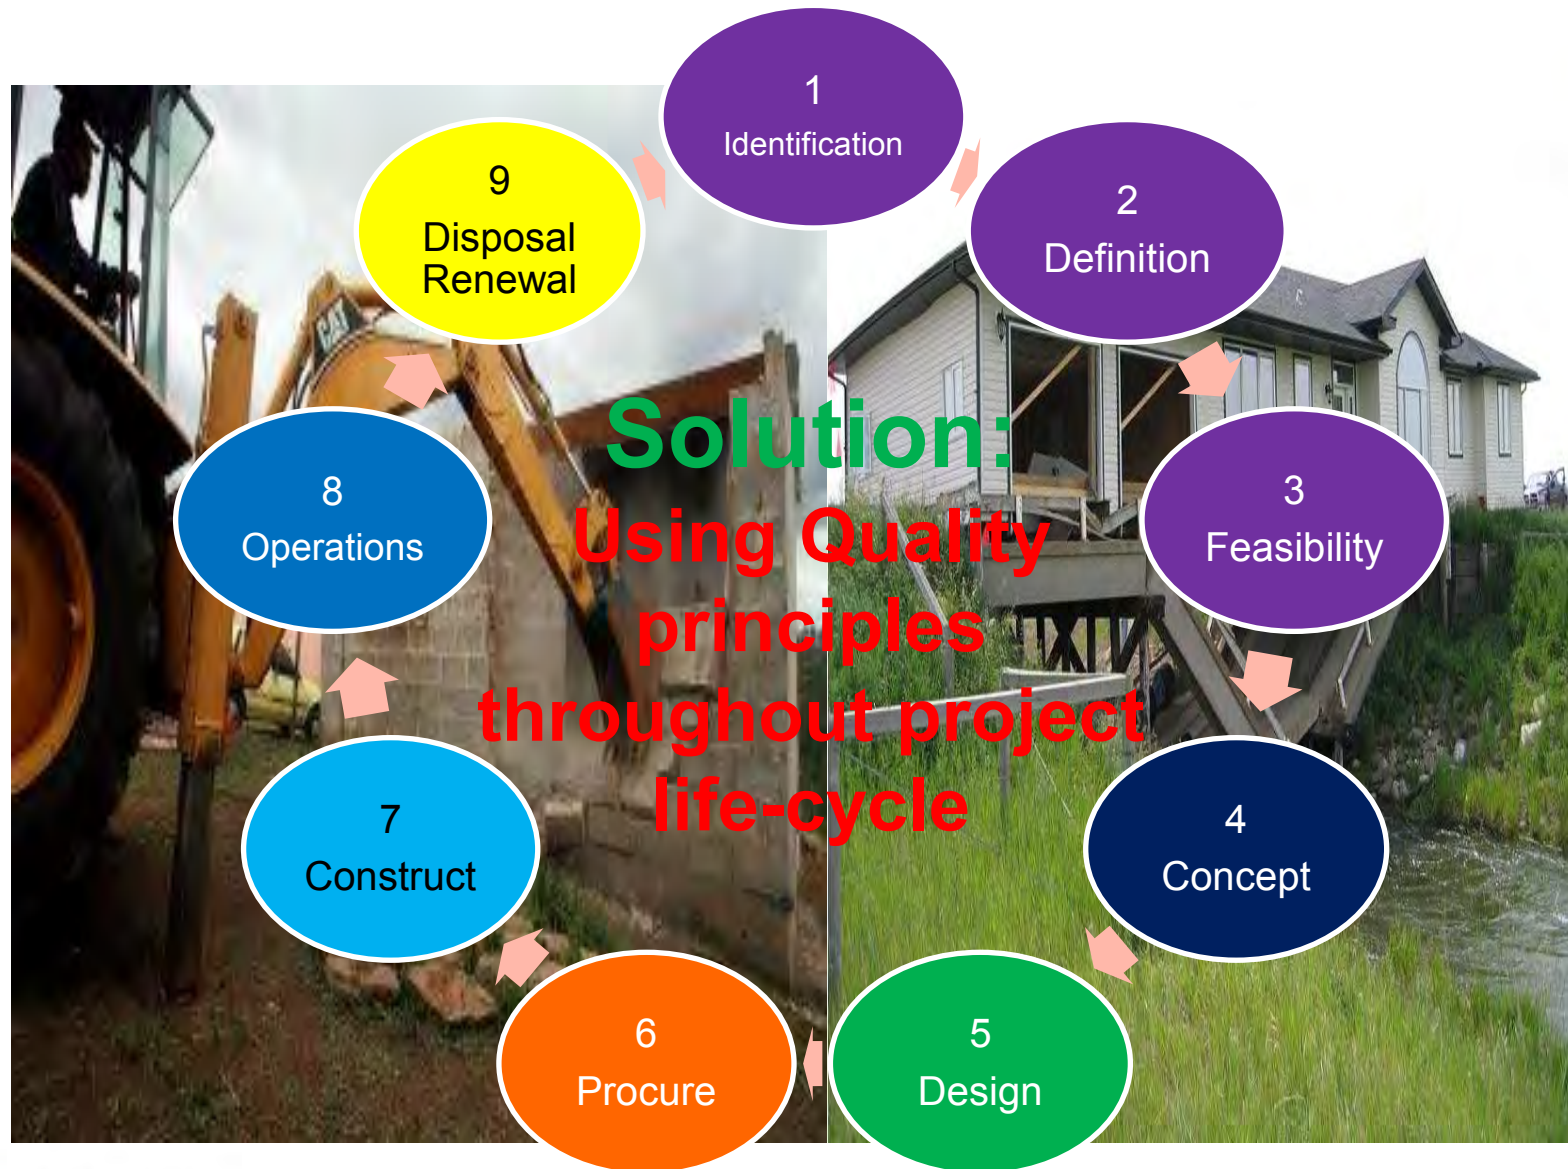 1
Identification
2
Definition
3
Feasibility
4
Concept
5
Design
6
Procure
7
Construct
8
Operations
9
Disposal
Renewal
Solution:
Using Quality
principles
throughout project
life-cycle
CAT